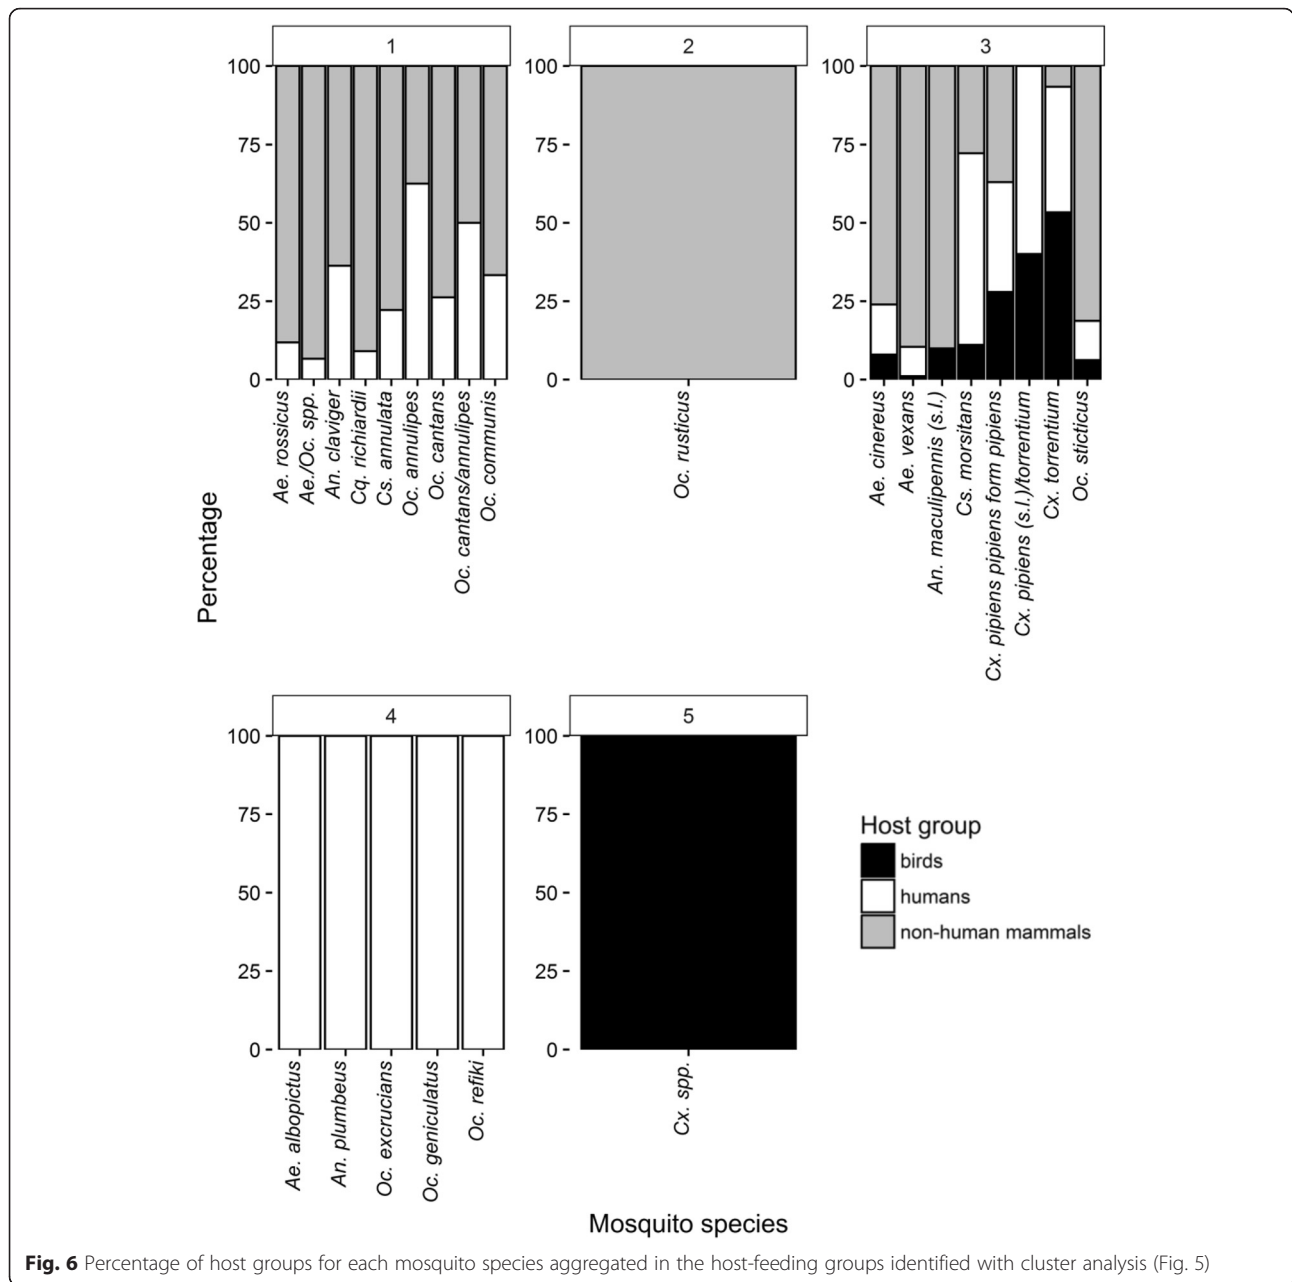 1
2
3
100
75
50
25
0
100
75
50
25
0
100
75
50
25
0
Ae. rossicus
Ae./Oc. spp.
An. claviger
Cq. richiardii
Cs. annulata
Oc. annulipes
Oc. cantans
Oc. cantans/annulipes
Oc. communis
Oc. rusticus
Ae. cinereus
Ae. vexans
An. maculipennis (s.l.)
Cs. morsitans
Cx. pipiens pipiens form pipiens
Cx. pipiens (s.l.)/torrentium
Cx. torrentium
Oc. sticticus
Percentage
4
5
100
75
50
25
0
100
75
50
25
0
Ae. albopictus
An. plumbeus
Oc. excrucians
Oc. geniculatus
Oc. refiki
Cx. spp.
Host group
birds
humans
non-human mammals
Mosquito species
Fig. 6 Percentage of host groups for each mosquito species aggregated in the host-feeding groups identified with cluster analysis (Fig. 5)